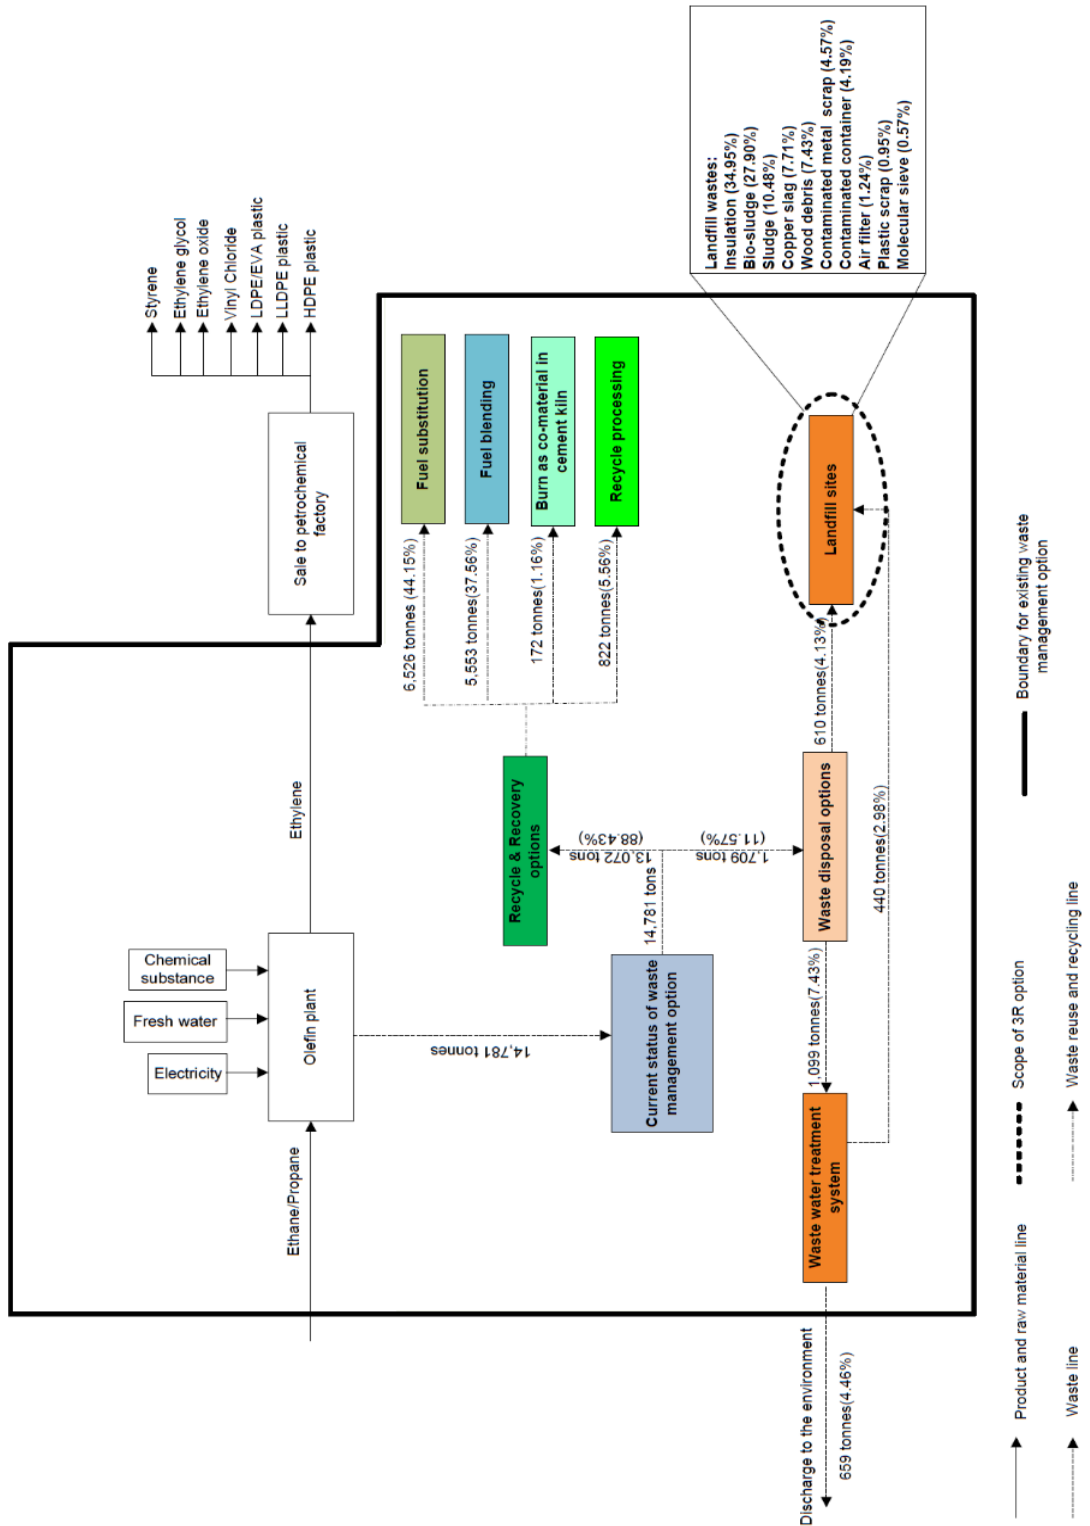 Styrene
Ethylene glycol
Ethylene oxide
Vinyl Chloride
LDPE/EVA plastic
LLDPE plastic
HDPE plastic
Chemical
substance
Fresh water
Electricity
Ethane/Propane
Olefin plant
Ethylene
Sale to petrochemical
factory
14,781 tonnes
Current status of waste
management option
14,781 tons
13,072 tons
(88.43%)
1,709 tons
(11.57%)
Recycle & Recovery
options
6,526 tonnes (44.15%)
Fuel substitution
5,553 tonnes(37.56%)
Fuel blending
172 tonnes(1.16%)
Burn as co-material in
cement kiln
822 tonnes(5.56%)
Recycle processing
Discharge to the environment
659 tonnes(4.46%)
Waste water treatment
system
1,099 tonnes(7.43%)
Waste disposal options
610 tonnes(4.13%)
Landfill sites
440 tonnes(2.98%)
Landfill wastes:
Insulation (34.95%)
Bio-sludge (27.90%)
Sludge (10.48%)
Copper slag (7.71%)
Wood debris (7.43%)
Contaminated metal scrap (4.57%)
Contaminated container (4.19%)
Air filter (1.24%)
Plastic scrap (0.95%)
Molecular sieve (0.57%)
Product and raw material line
Scope of 3R option
Boundary for existing waste
management option
Waste line
Waste reuse and recycling line